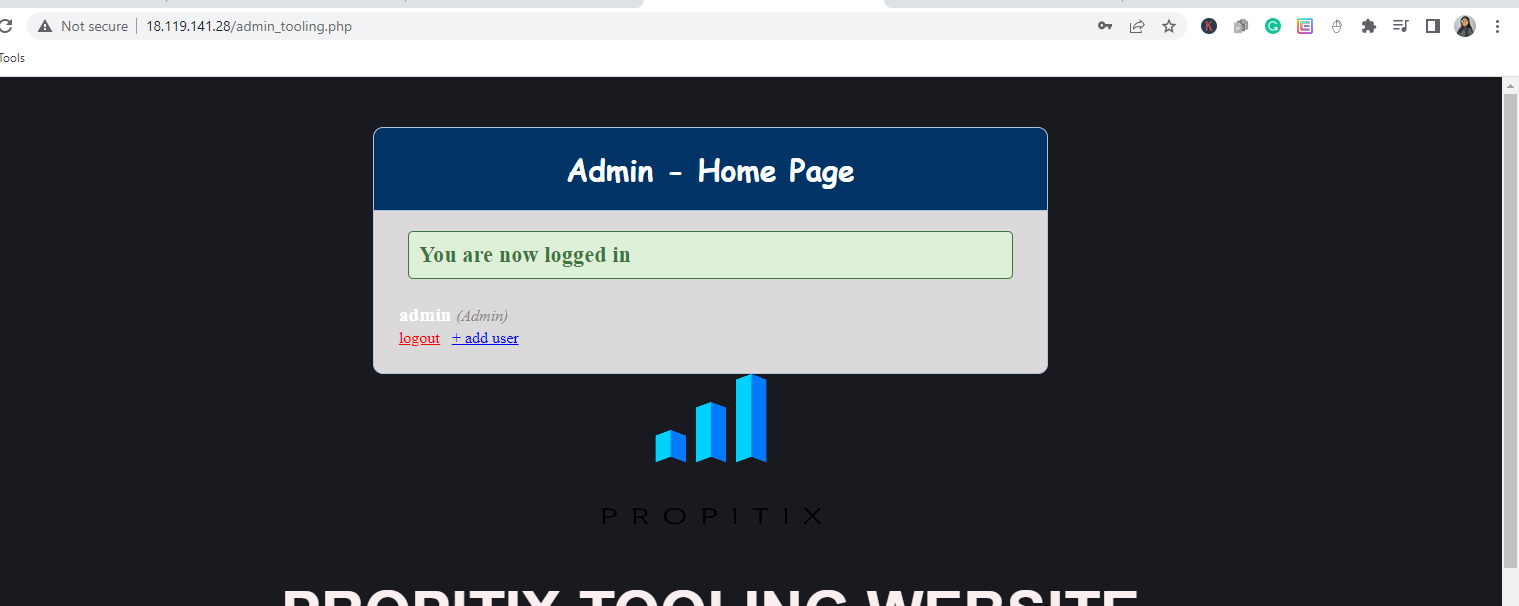 Not secure
18.119.141.28/admin_tooling.php
Tools
Admin - Home Page
You are now logged in
admin (Admin)
logout + add user
PROPITIX
PROPITIX TOOLING WEBSITE